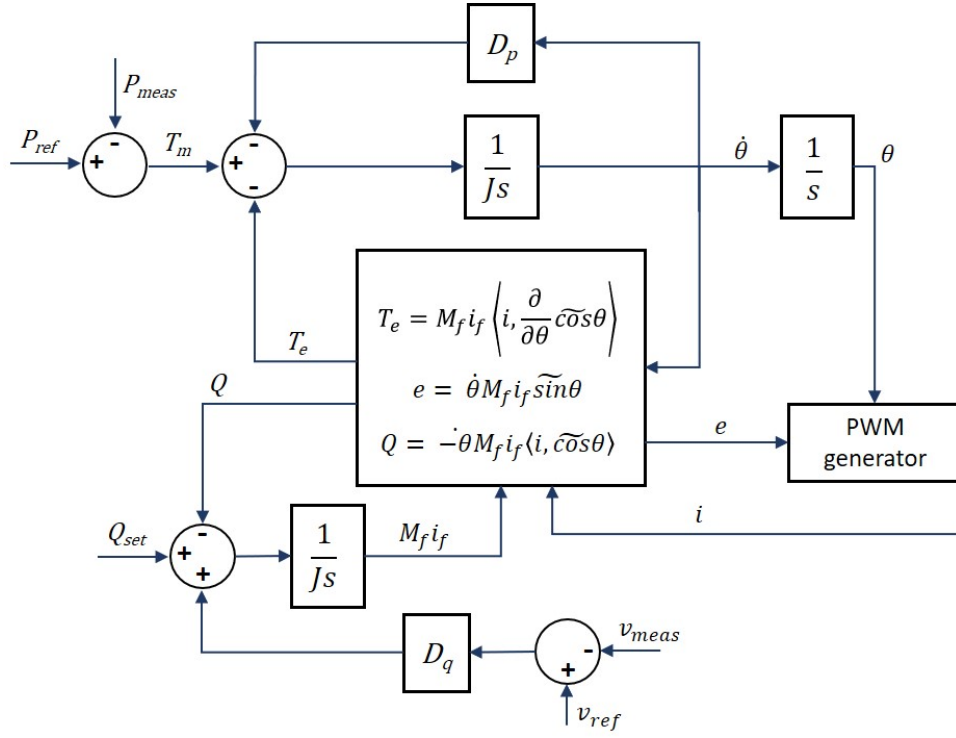 D_p
P_meas
P_ref
T_m
+
-
+
-
-
1/Js
θ̇
1/s
θ
T_e = M_f i_f ⟨i, ∂/∂θ c͠osθ⟩
e = θ̇M_f i_f s͠inθ
Q = -̇θM_f i_f⟨i, c͠osθ⟩
T_e
Q
e
PWM
generator
i
Q_set
+
-
+
1/Js
M_f i_f
D_q
-
+
v_meas
v_ref